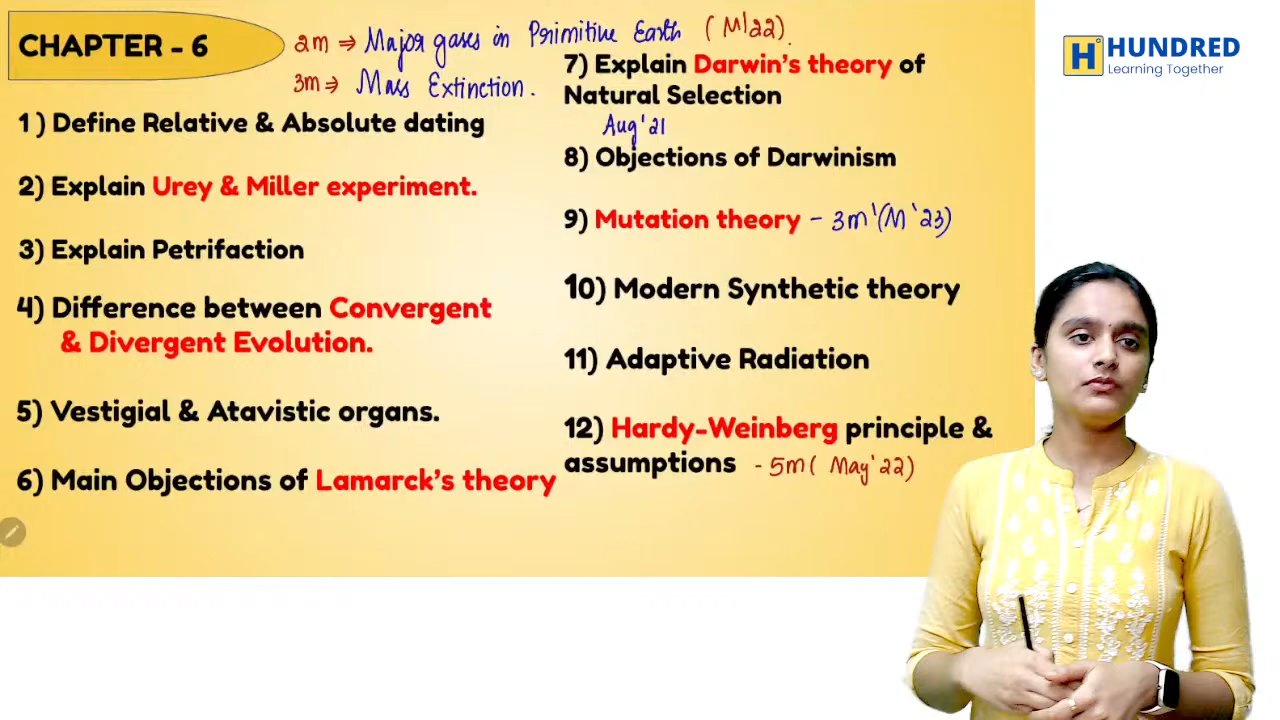 CHAPTER - 6
2m ⇒ Major gases in Primitive Earth (M'22).
3m ⇒ Mass Extinction.
1 ) Define Relative & Absolute dating
2) Explain Urey & Miller experiment.
3) Explain Petrifaction
4) Difference between Convergent
& Divergent Evolution.
5) Vestigial & Atavistic organs.
6) Main Objections of Lamarck's theory
7) Explain Darwin's theory of
Natural Selection
Aug'21
8) Objections of Darwinism
9) Mutation theory - 3m'(M'23)
10) Modern Synthetic theory
11) Adaptive Radiation
12) Hardy-Weinberg principle &
assumptions - 5m( May'22)
H HUNDRED
Learning Together